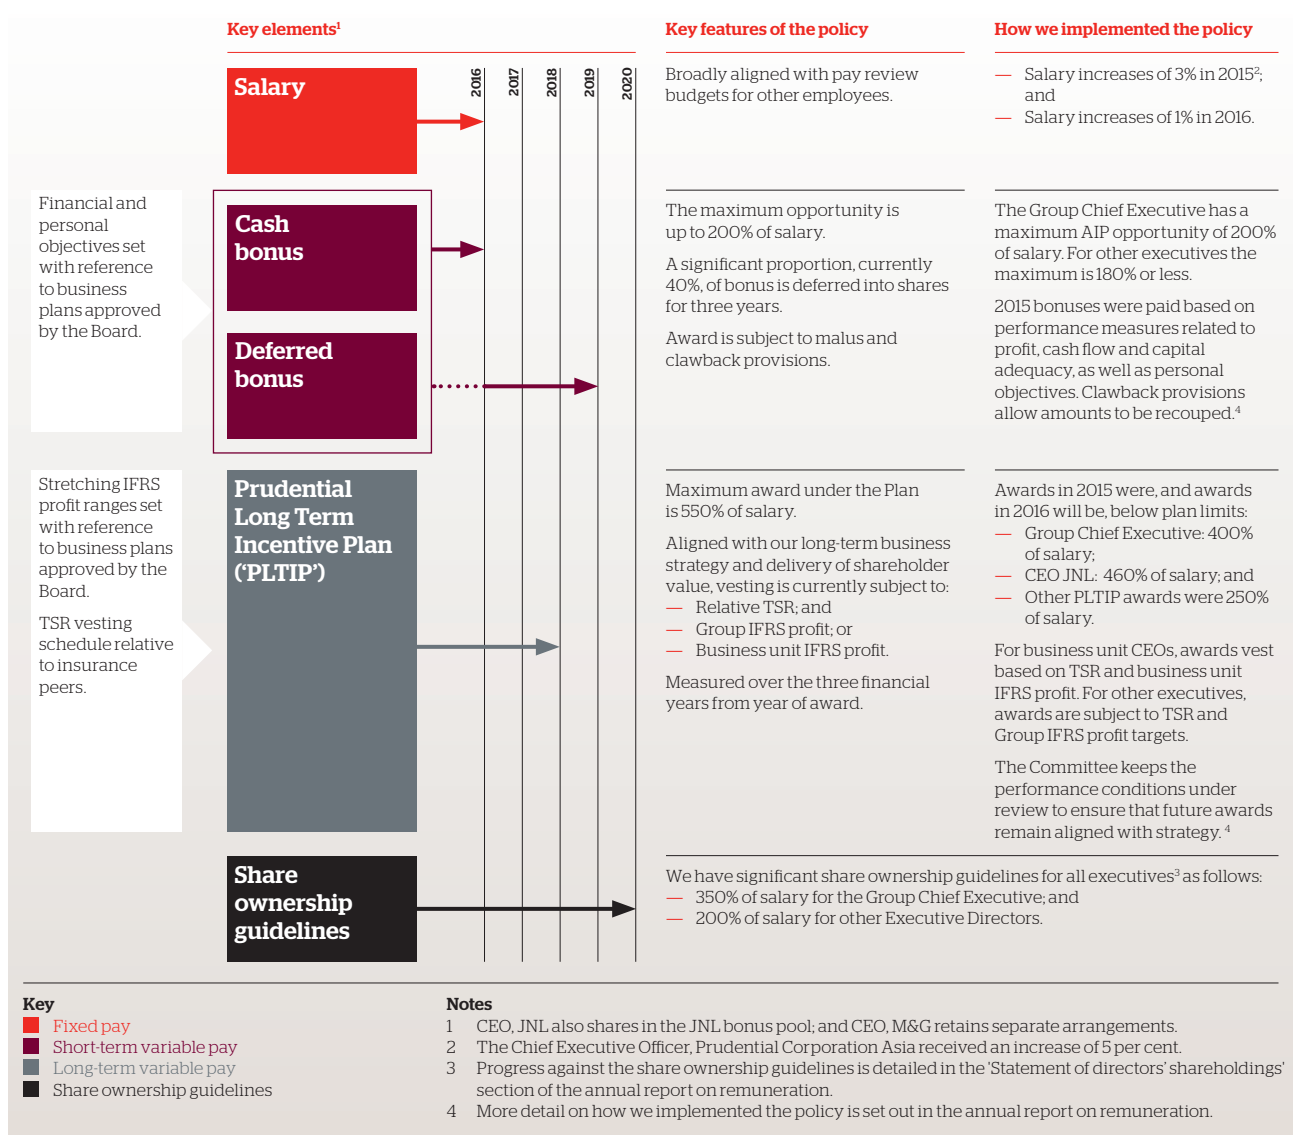 Key elements1
Key features of the policy
How we implemented the policy
2016
2017
2018
2019
2020
Salary
Broadly aligned with pay review
budgets for other employees.
— Salary increases of 3% in 20152;
and
— Salary increases of 1% in 2016.
Financial and
personal
objectives set
with reference
to business
plans approved
by the Board.
Cash
bonus
Deferred
bonus
The maximum opportunity is
up to 200% of salary.
A significant proportion, currently
40%, of bonus is deferred into shares
for three years.
Award is subject to malus and
clawback provisions.
The Group Chief Executive has a
maximum AIP opportunity of 200%
of salary. For other executives the
maximum is 180% or less.
2015 bonuses were paid based on
performance measures related to
profit, cash flow and capital
adequacy, as well as personal
objectives. Clawback provisions
allow amounts to be recouped.4
Stretching IFRS
profit ranges set
with reference
to business plans
approved by the
Board.
TSR vesting
schedule relative
to insurance
peers.
Prudential
Long Term
Incentive Plan
(‘PLTIP’)
Maximum award under the Plan
is 550% of salary.
Aligned with our long-term business
strategy and delivery of shareholder
value, vesting is currently subject to:
— Relative TSR; and
— Group IFRS profit; or
— Business unit IFRS profit.
Measured over the three financial
years from year of award.
Awards in 2015 were, and awards
in 2016 will be, below plan limits:
— Group Chief Executive: 400%
of salary;
— CEO JNL: 460% of salary; and
— Other PLTIP awards were 250%
of salary.
For business unit CEOs, awards vest
based on TSR and business unit
IFRS profit. For other executives,
awards are subject to TSR and
Group IFRS profit targets.
The Committee keeps the
performance conditions under
review to ensure that future awards
remain aligned with strategy. 4
Share
ownership
guidelines
We have significant share ownership guidelines for all executives3 as follows:
— 350% of salary for the Group Chief Executive; and
— 200% of salary for other Executive Directors.
Key
Fixed pay
Short-term variable pay
Long-term variable pay
Share ownership guidelines
Notes
1 CEO, JNL also shares in the JNL bonus pool; and CEO, M&G retains separate arrangements.
2 The Chief Executive Officer, Prudential Corporation Asia received an increase of 5 per cent.
3 Progress against the share ownership guidelines is detailed in the 'Statement of directors' shareholdings'
section of the annual report on remuneration.
4 More detail on how we implemented the policy is set out in the annual report on remuneration.